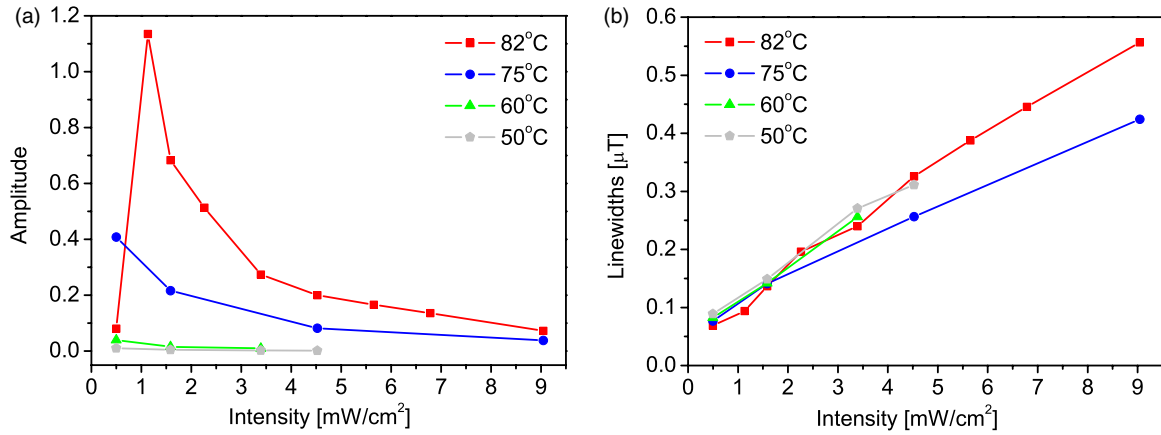 (a)
1.2
1.0
0.8
0.6
0.4
0.2
0.0
Amplitude
82°C
75°C
60°C
50°C
0 1 2 3 4 5 6 7 8 9
Intensity [mW/cm²]
(b)
0.6
0.5
0.4
0.3
0.2
0.1
0.0
Linewidths [μT]
82°C
75°C
60°C
50°C
0 1 2 3 4 5 6 7 8 9
Intensity [mW/cm²]